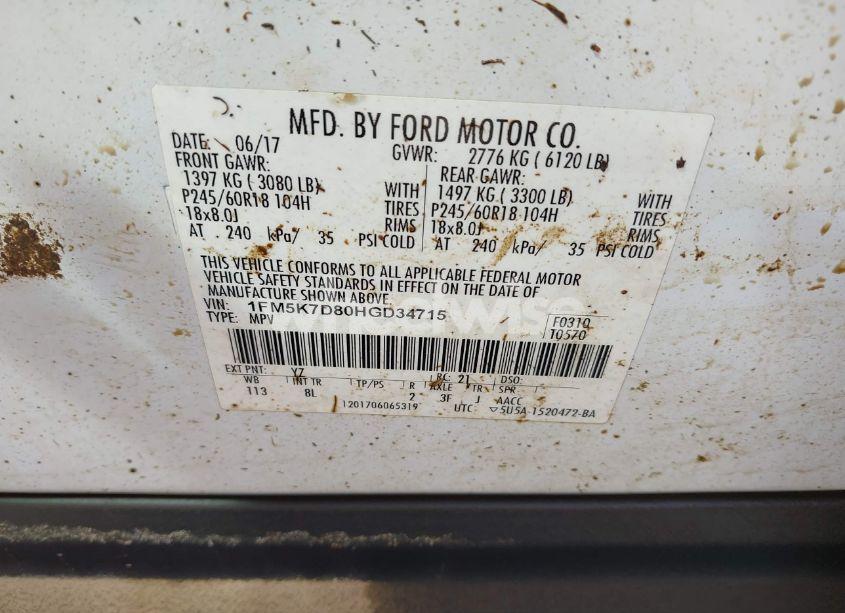 MFD. BY FORD MOTOR CO.
DATE: 06/17 GVWR: 2776 KG ( 6120 LB)
FRONT GAWR: REAR GAWR:
1397 KG ( 3080 LB) WITH 1497 KG ( 3300 LB) WITH
P245/60R18 104H TIRES P245/60R18 104H TIRES
18x8.0J RIMS 18x8.0J RIMS
AT 240 kPa/ 35 PSI COLD AT 240 kPa/ 35 PSI COLD
THIS VEHICLE CONFORMS TO ALL APPLICABLE FEDERAL MOTOR
VEHICLE SAFETY STANDARDS IN EFFECT ON THE DATE OF
MANUFACTURE SHOWN ABOVE.
VIN: 1FM5K7D80HGD34715 F0310
TYPE: MPV T0570
EXT PNT: YZ RC: 21 DSO:
WB INT TR TP/PS R AXLE TR SPR
113 8L 2 3F J AACC
1201706065319 UTC 5U5A-1520472-BA